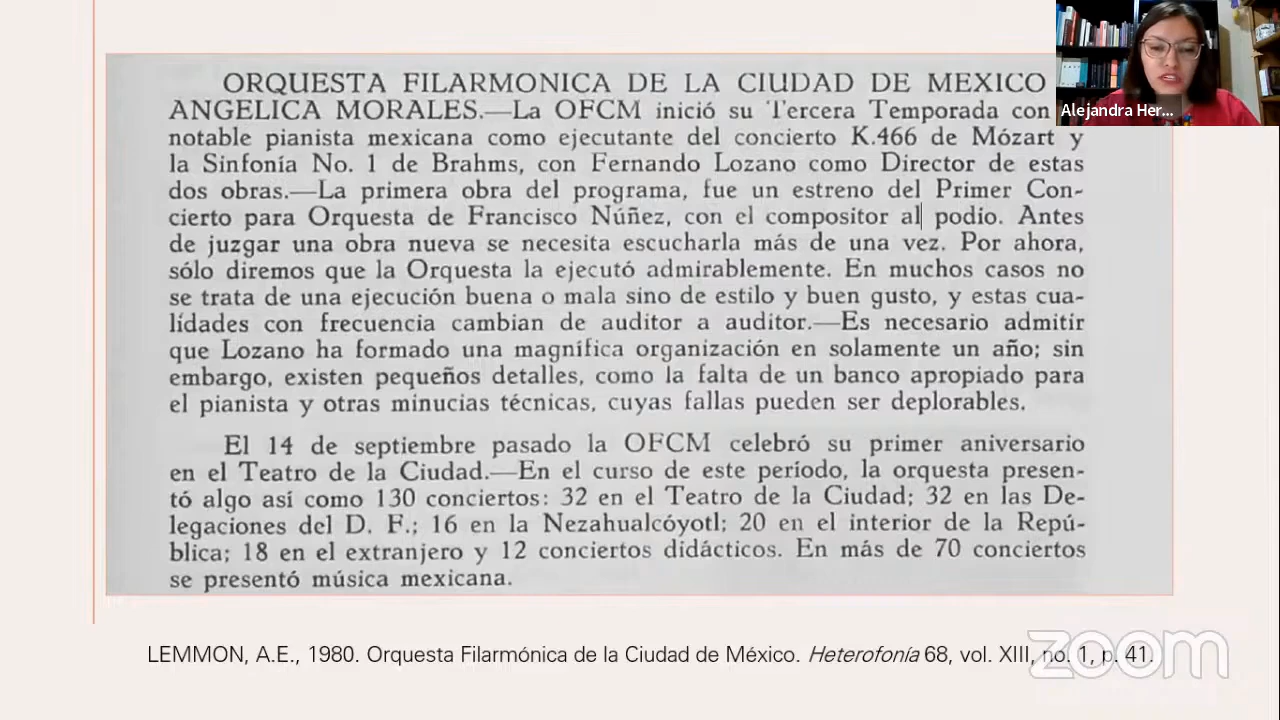 ORQUESTA FILARMONICA DE LA CIUDAD DE MEXICO
ANGELICA MORALES.—La OFCM inició su Tercera Temporada con
notable pianista mexicana como ejecutante del concierto K.466 de Mózart y
la Sinfonía No. 1 de Brahms, con Fernando Lozano como Director de estas
dos obras.—La primera obra del programa, fue un estreno del Primer Con-
cierto para Orquesta de Francisco Núñez, con el compositor al podio. Antes
de juzgar una obra nueva se necesita escucharla más de una vez. Por ahora,
sólo diremos que la Orquesta la ejecutó admirablemente. En muchos casos no
se trata de una ejecución buena o mala sino de estilo y buen gusto, y estas cua-
lídades con frecuencia cambian de auditor a auditor.—Es necesario admitir
que Lozano ha formado una magnífica organización en solamente un año; sin
embargo, existen pequeños detalles, como la falta de un banco apropiado para
el pianista y otras minucias técnicas, cuyas fallas pueden ser deplorables.
El 14 de septiembre pasado la OFCM celebró su primer aniversario
en el Teatro de la Ciudad.—En el curso de este período, la orquesta presen-
tó algo así como 130 conciertos: 32 en el Teatro de la Ciudad; 32 en las De-
legaciones del D. F.; 16 en la Nezahualcóyotl; 20 en el interior de la Repú-
blica; 18 en el extranjero y 12 conciertos didácticos. En más de 70 conciertos
se presentó música mexicana.
LEMMON, A.E., 1980. Orquesta Filarmónica de la Ciudad de México. Heterofonía 68, vol. XIII, no. 1, p. 41.
Alejandra Her...
zoom